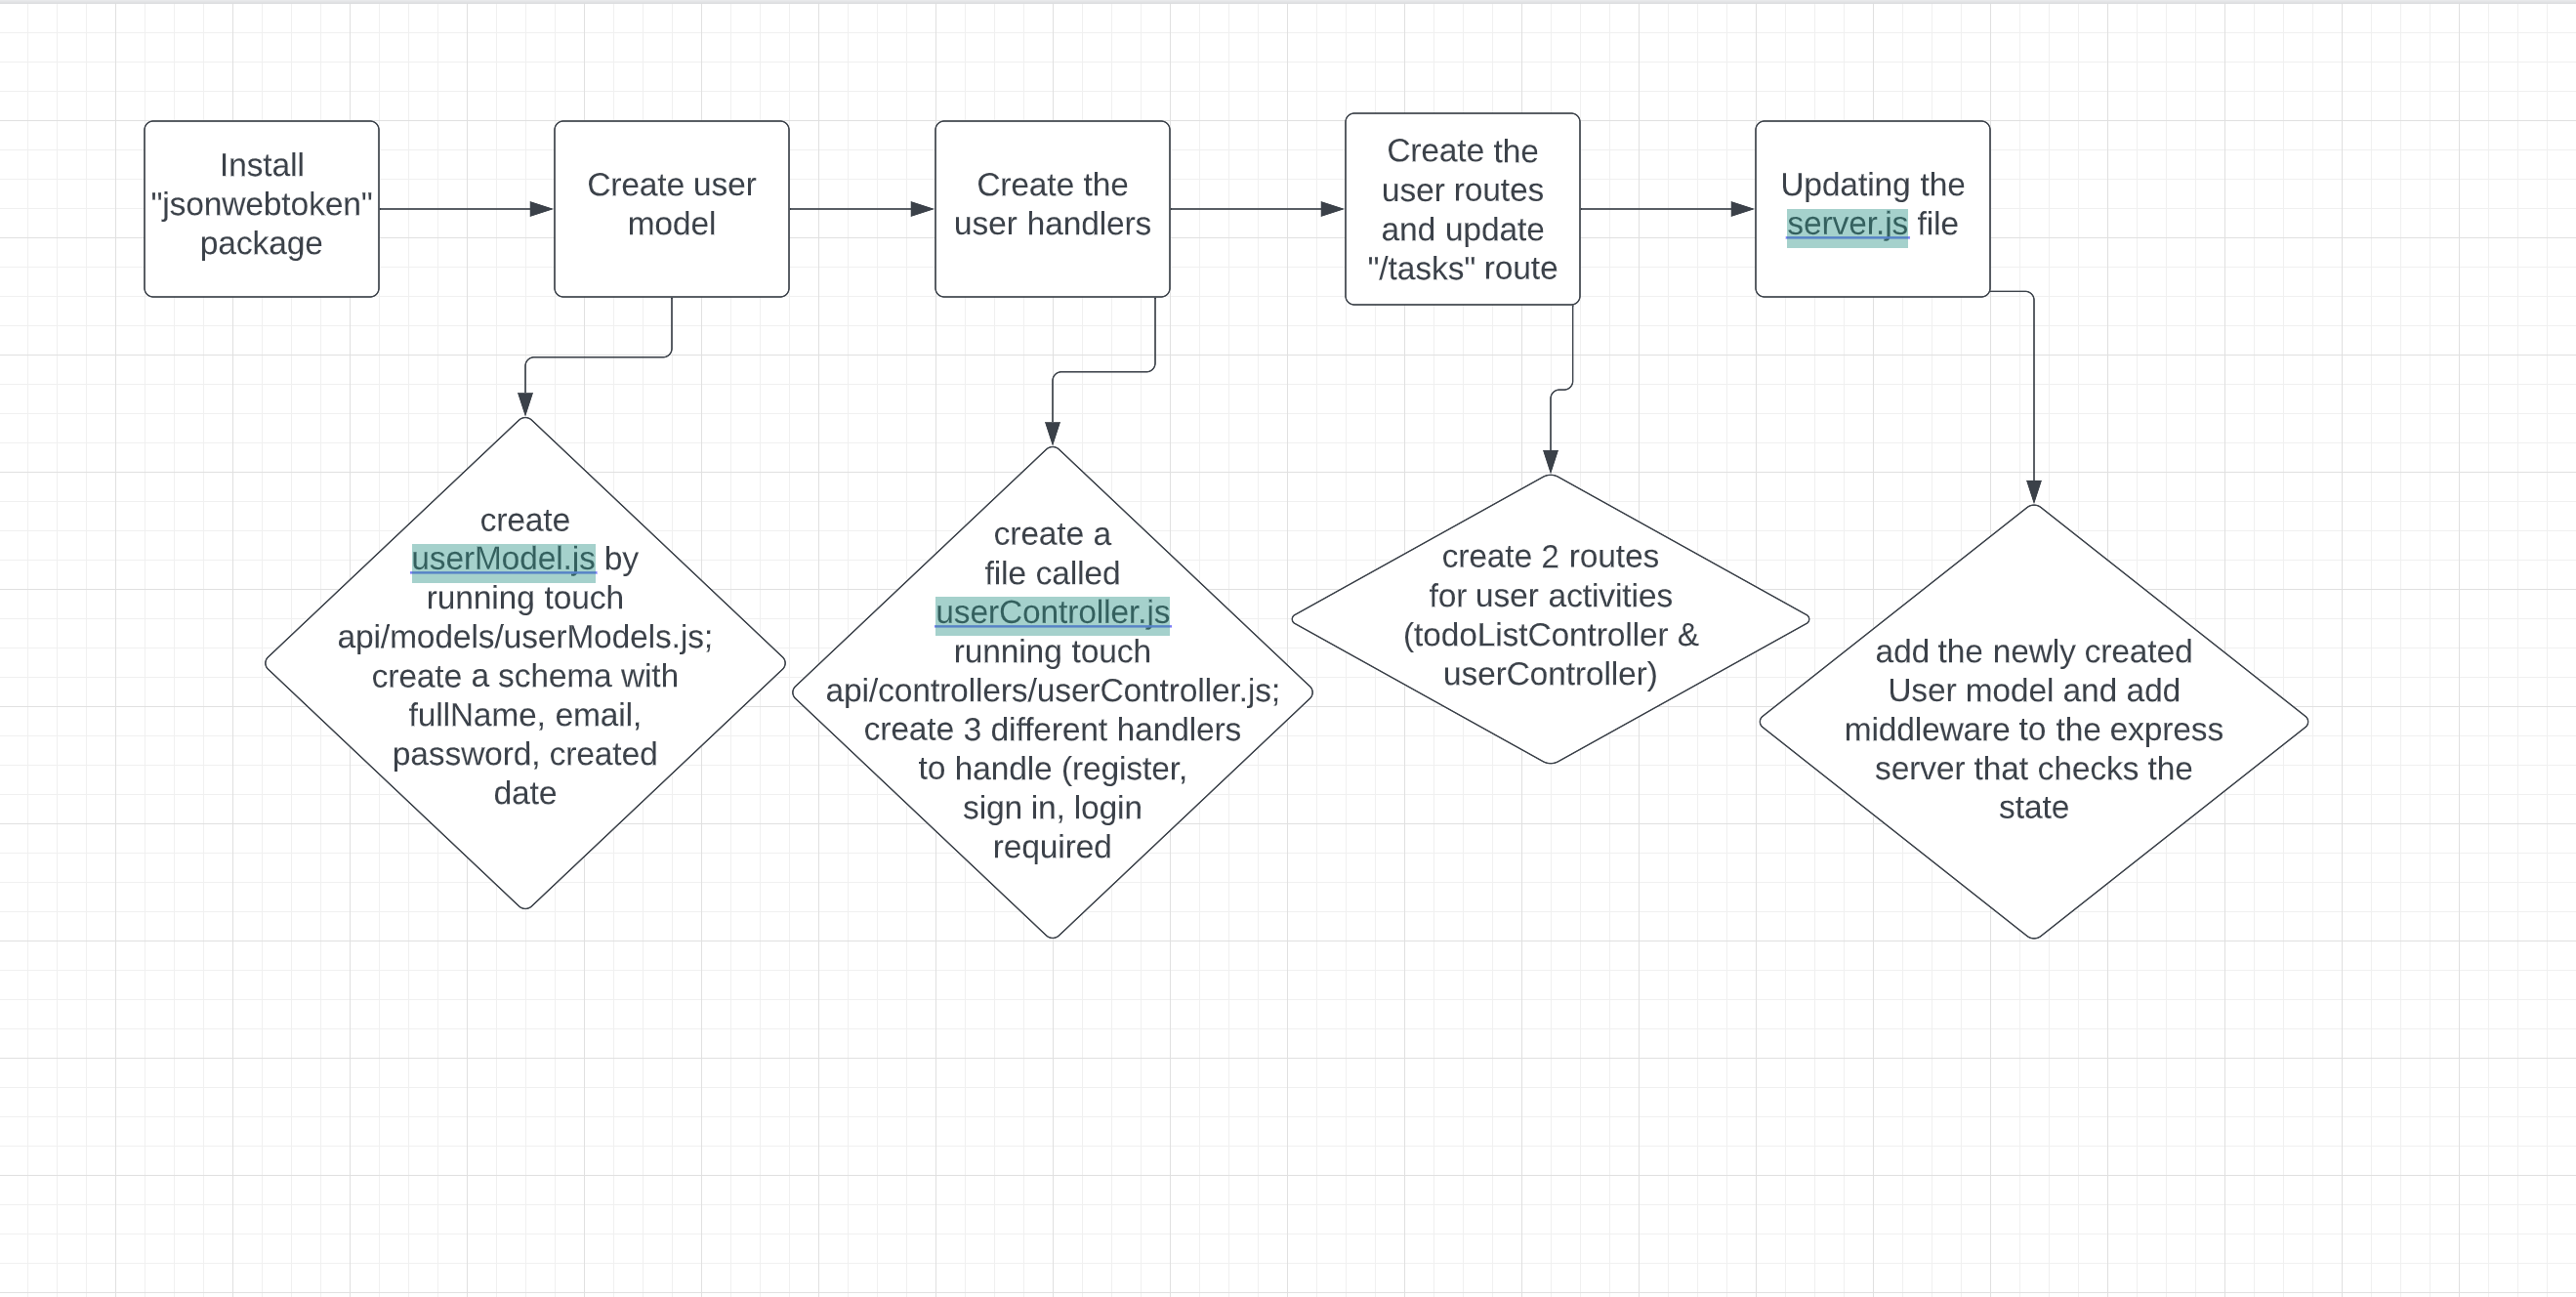 Install
"jsonwebtoken"
package
Create user
model
Create the
user handlers
Create the
user routes
and update
"/tasks" route
Updating the
server.js file
create
userModel.js by
running touch
api/models/userModels.js;
create a schema with
fullName, email,
password, created
date
create a
file called
userController.js
running touch
api/controllers/userController.js;
create 3 different handlers
to handle (register,
sign in, login
required
create 2 routes
for user activities
(todoListController &
userController)
add the newly created
User model and add
middleware to the express
server that checks the
state